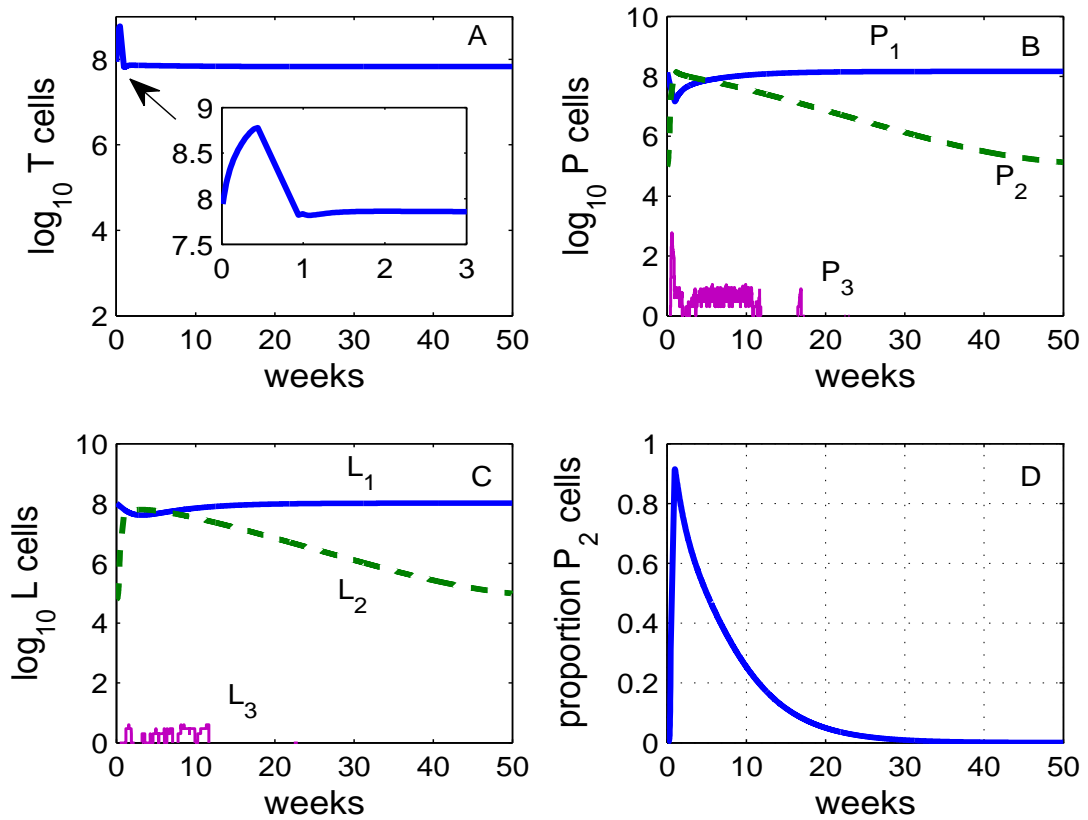 A
log10 T cells
8
6
4
2
0 10 20 30 40 50
weeks
9
8.5
8
7.5
0 1 2 3
B
P1
P2
P3
log10 P cells
10
8
6
4
2
0
0 10 20 30 40 50
weeks
C
L1
L2
L3
log10 L cells
10
8
6
4
2
0
0 10 20 30 40 50
weeks
D
proportion P2 cells
1
0.8
0.6
0.4
0.2
0
0 10 20 30 40 50
weeks